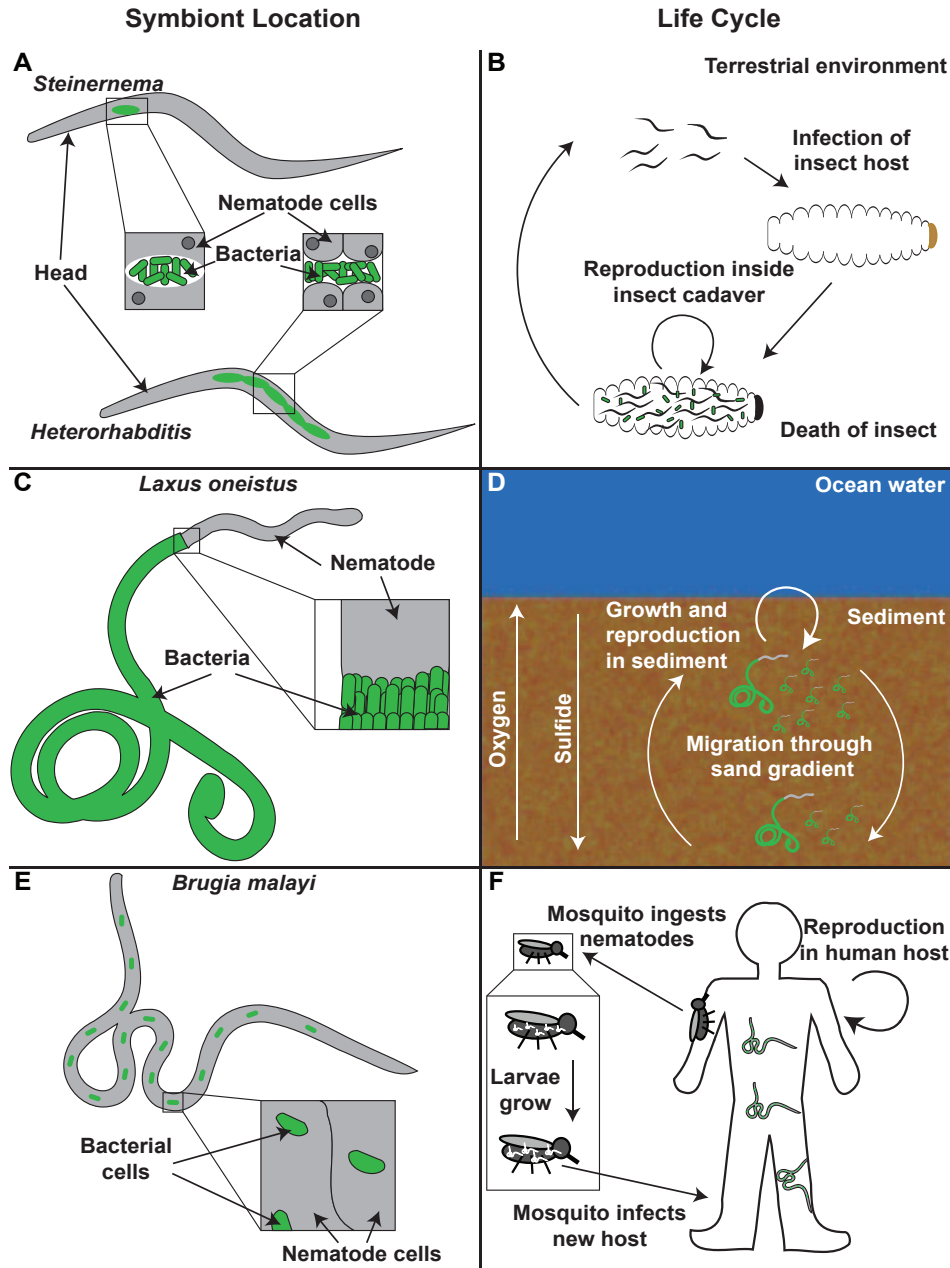 Symbiont Location
Life Cycle
A
Steinernema
Nematode cells
Bacteria
Head
Heterorhabditis
B
Terrestrial environment
Infection of
insect host
Reproduction inside
insect cadaver
Death of insect
C
Laxus oneistus
Nematode
Bacteria
D
Ocean water
Sediment
Growth and
reproduction
in sediment
Oxygen
Sulfide
Migration through
sand gradient
E
Brugia malayi
Bacterial
cells
Nematode cells
F
Mosquito ingests
nematodes
Reproduction
in human host
Larvae
grow
Mosquito infects
new host